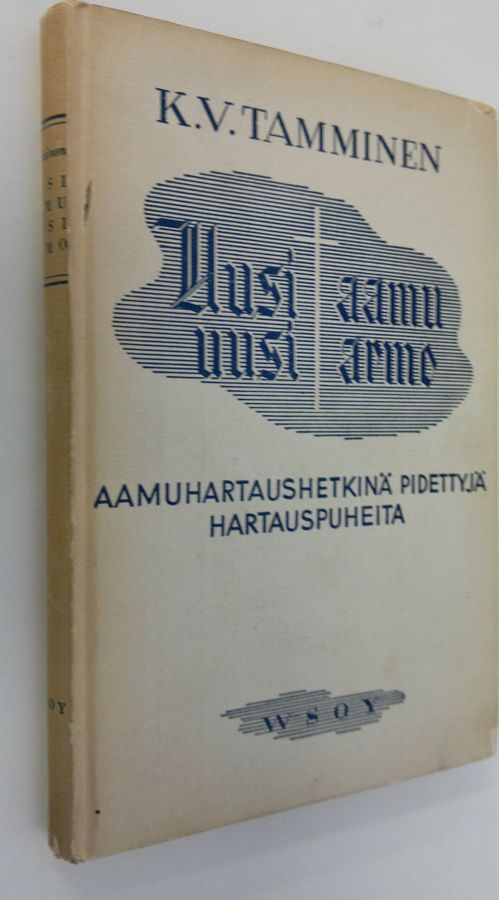 K.V. TAMMINEN
Uusi aamu
uusi armo
AAMUHARTAUSHETKINÄ PIDETTYJÄ
HARTAUSPUHEITA
WSOY